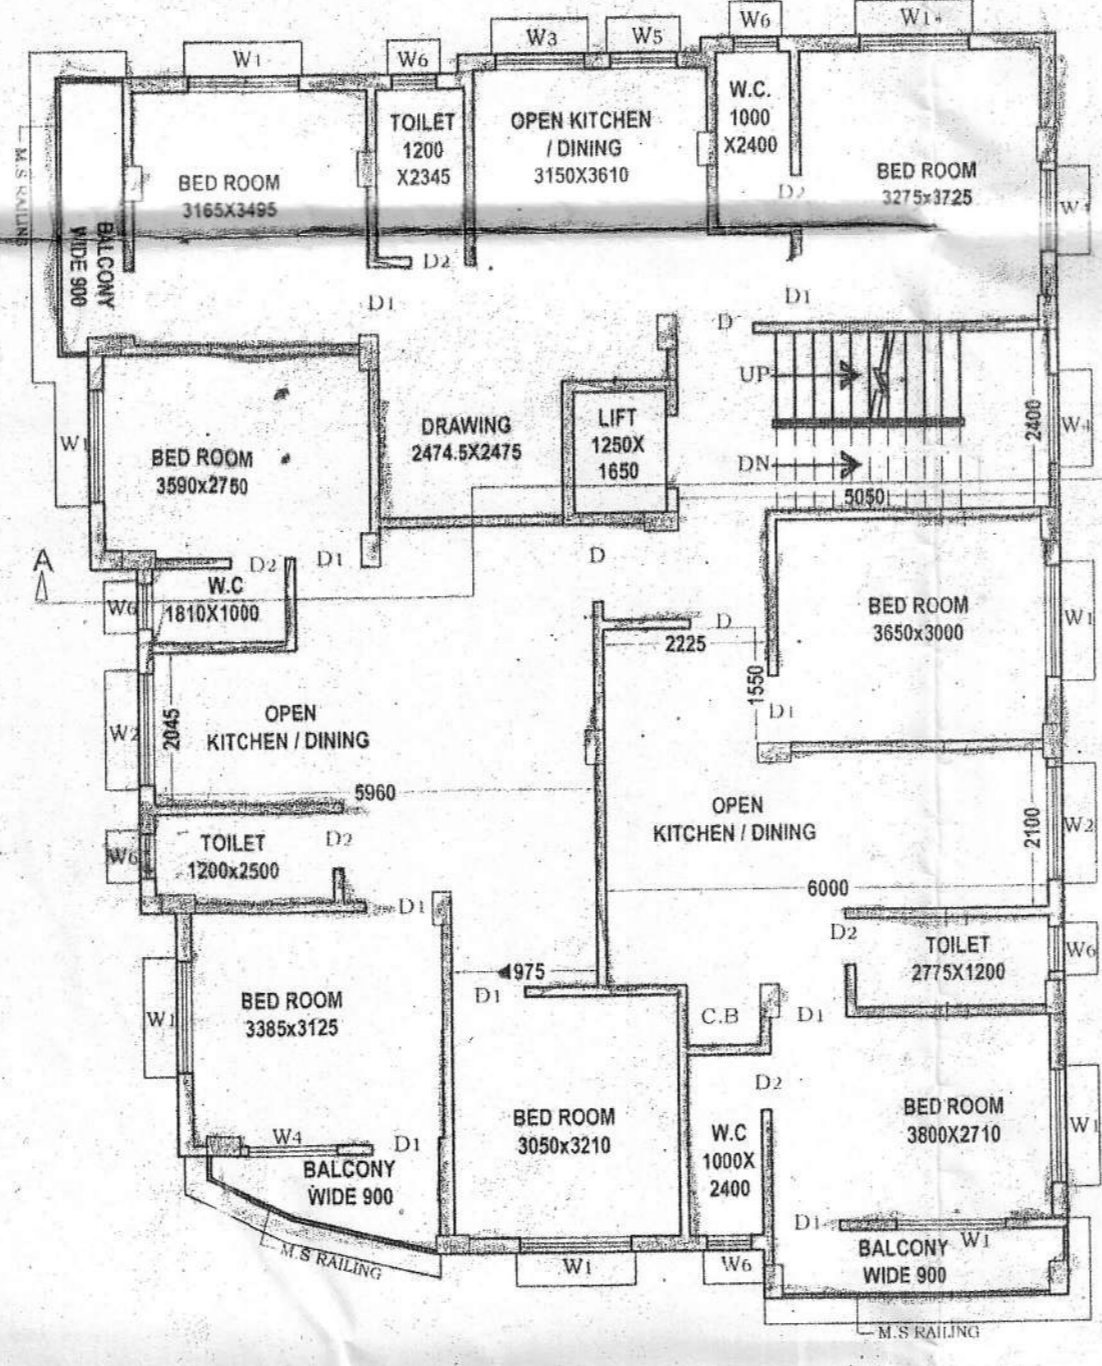 W6
W1
W3
W5
W1
W6
M.S RAILING
BED ROOM
3165X3495
TOILET
1200
X2345
OPEN KITCHEN
/ DINING
3150X3610
W.C.
1000
X2400
BED ROOM
3275x3725
D2
BALCONY
WIDE 900
D2
D1
D1
D
UP
DN
2400
W4
5050
W1
BED ROOM
3590x2750
DRAWING
2474.5X2475
LIFT
1250X
1650
A
D2
D1
D
W6
W.C
1810X1000
D
2225
1550
BED ROOM
3650x3000
W1
D1
W2
2045
OPEN
KITCHEN / DINING
5960
OPEN
KITCHEN / DINING
2100
W2
6000
W6
TOILET
1200x2500
D2
D1
D2
TOILET
2775X1200
W6
1975
D1
C.B
D1
W1
BED ROOM
3385x3125
D2
BED ROOM
3050x3210
W.C
1000X
2400
BED ROOM
3800X2710
W1
W4
D1
BALCONY
WIDE 900
M.S RAILING
W1
W6
D1
W1
BALCONY
WIDE 900
M.S RAILING